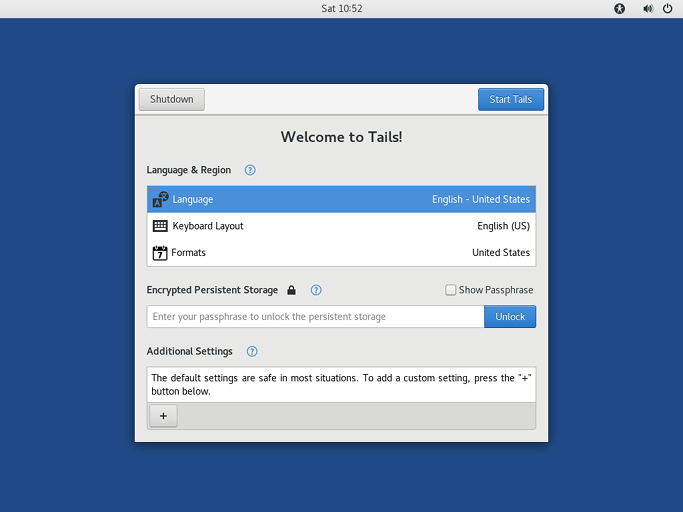 Sat 10:52
Shutdown
Start Tails
Welcome to Tails!
Language & Region
Language English - United States
Keyboard Layout English (US)
Formats United States
Encrypted Persistent Storage Show Passphrase
Enter your passphrase to unlock the persistent storage Unlock
Additional Settings
The default settings are safe in most situations. To add a custom setting, press the "+"
button below.
+